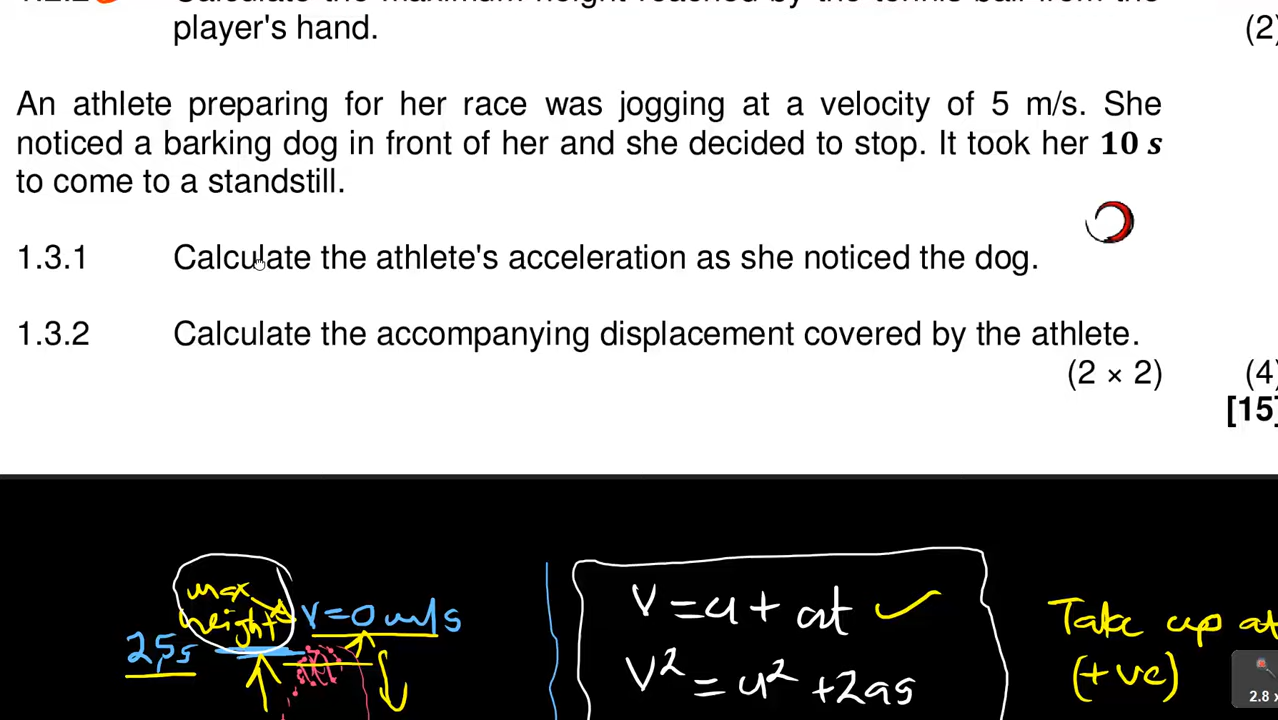 player's hand.
(2)
An athlete preparing for her race was jogging at a velocity of 5 m/s. She
noticed a barking dog in front of her and she decided to stop. It took her 10 s
to come to a standstill.
1.3.1 Calculate the athlete's acceleration as she noticed the dog.
1.3.2 Calculate the accompanying displacement covered by the athlete.
(2 × 2) (4)
[15]
max
height
V=0 m/s
2,5s
V = u + at
V² = u² + 2as
Take up as
(+ve)
2.8 x